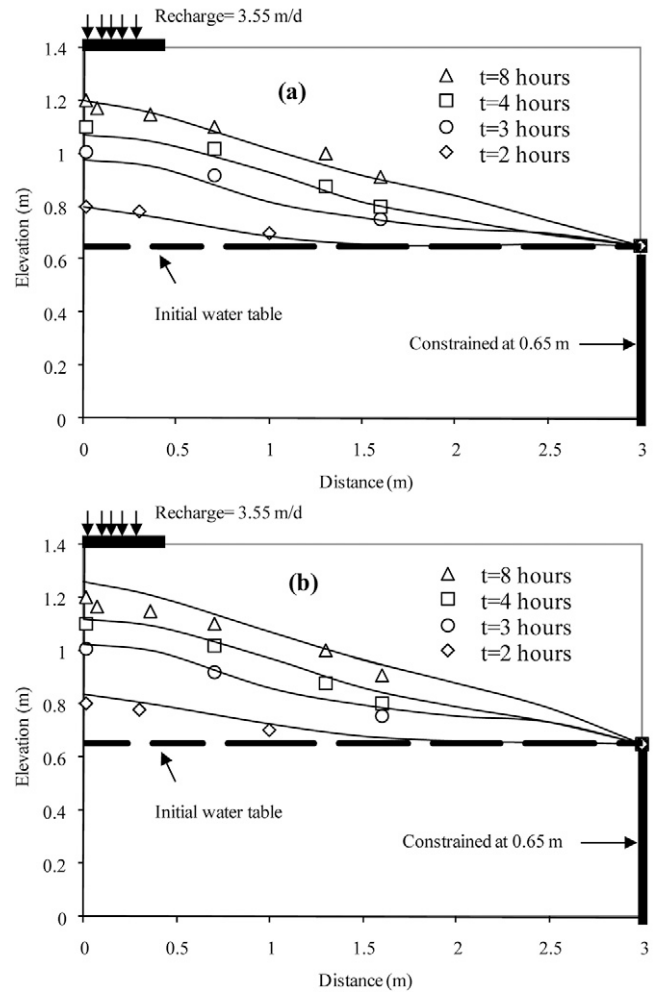 Recharge= 3.55 m/d
1.4
(a)
t=8 hours
1.2
t=4 hours
t=3 hours
1
t=2 hours
0.8
Elevation (m)
0.6
Initial water table
0.4
Constrained at 0.65 m
0.2
0
0 0.5 1 1.5 2 2.5 3
Distance (m)
Recharge= 3.55 m/d
1.4
(b)
t=8 hours
1.2
t=4 hours
t=3 hours
1
t=2 hours
0.8
Elevation (m)
0.6
Initial water table
0.4
Constrained at 0.65 m
0.2
0
0 0.5 1 1.5 2 2.5 3
Distance (m)